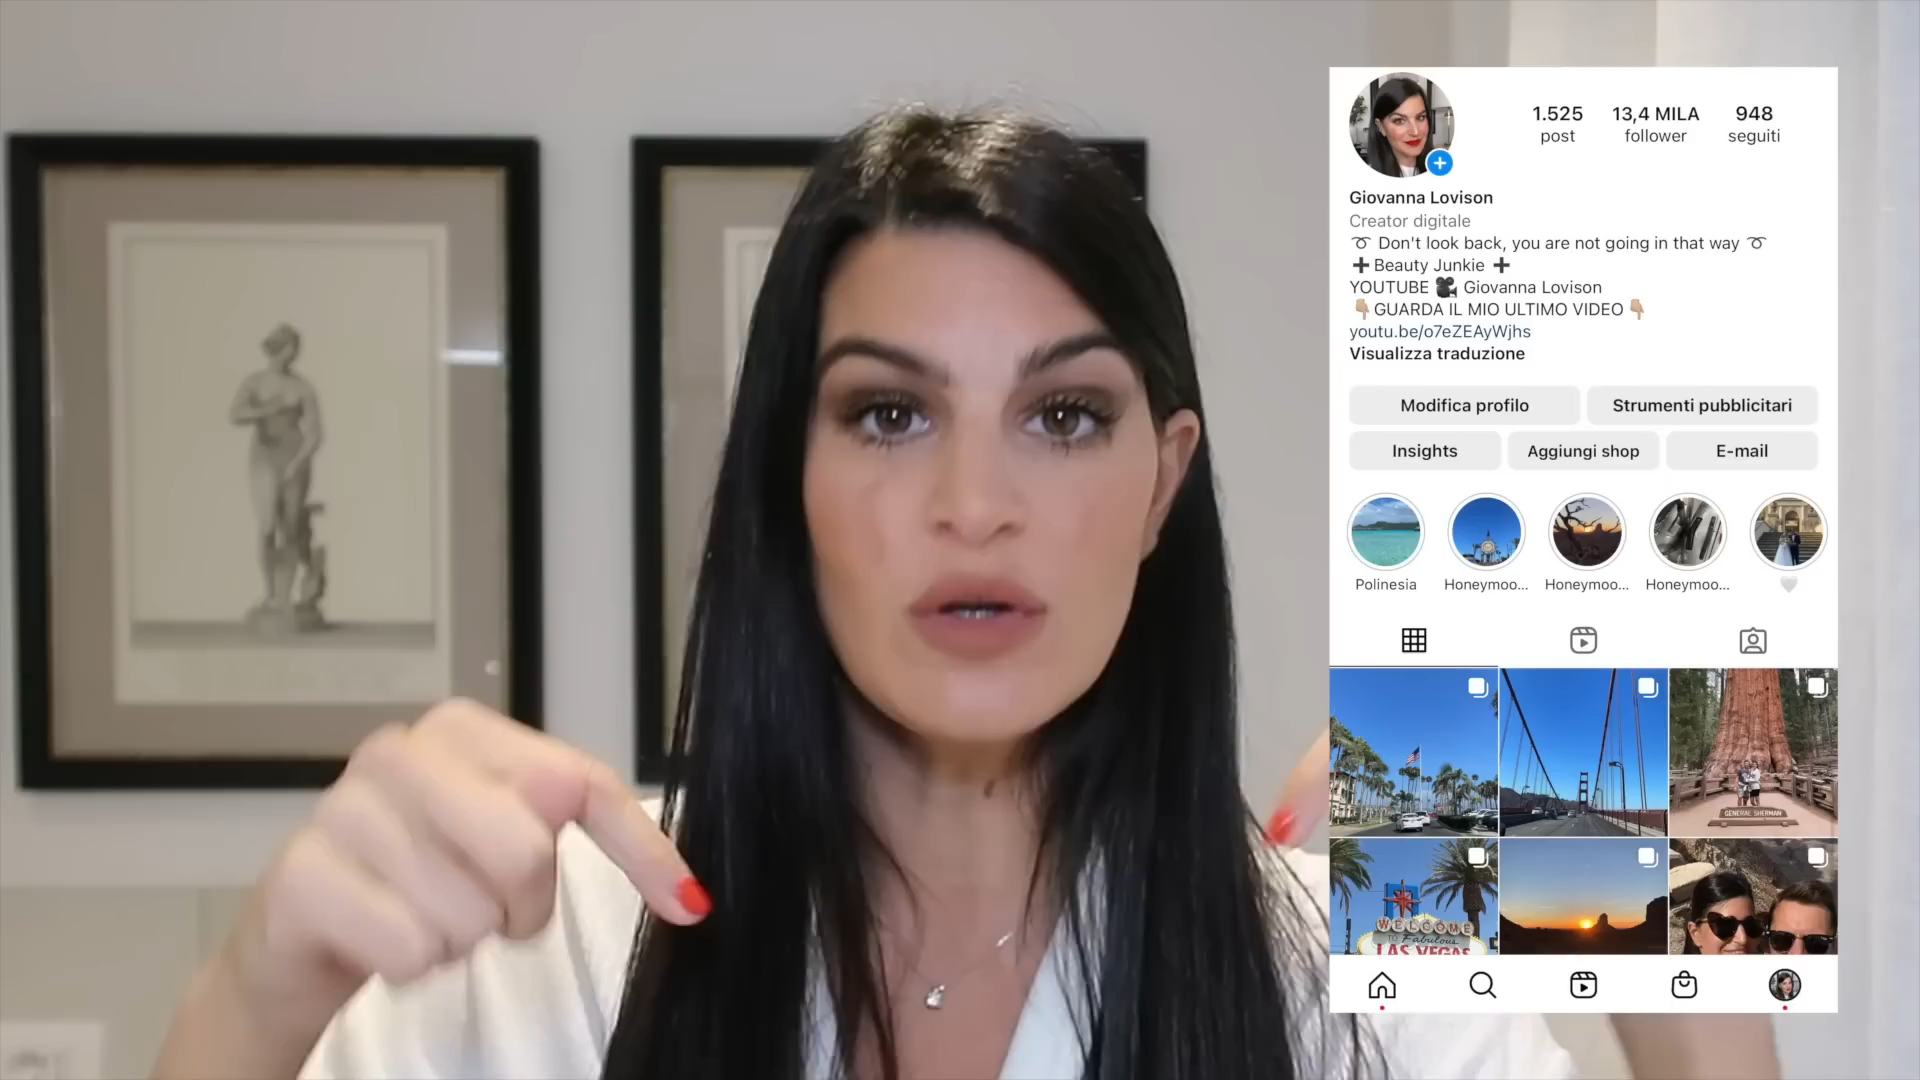 1.525 13,4 MILA 948
post follower seguiti
Giovanna Lovison
Creator digitale
➰ Don't look back, you are not going in that way ➰
➕ Beauty Junkie ➕
YOUTUBE 🎥 Giovanna Lovison
👇🏼GUARDA IL MIO ULTIMO VIDEO👇🏼
youtu.be/o7eZEAyWjhs
Visualizza traduzione
Modifica profilo Strumenti pubblicitari
Insights Aggiungi shop E-mail
Polinesia Honeymoo... Honeymoo... Honeymoo... 🤍
GENERAL SHERMAN
WELCOME
TO Fabulous
LAS VEGAS